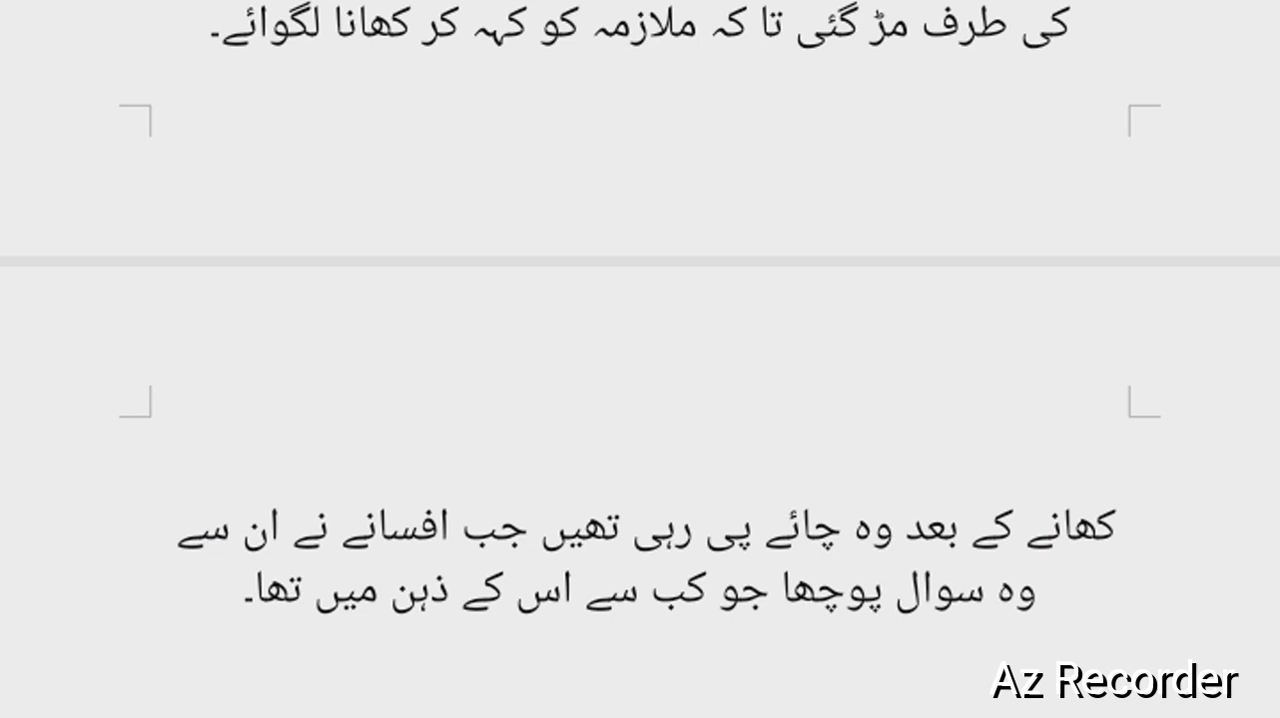 کی طرف مڑ گئی تا کہ ملازمہ کو کہہ کر کھانا لگوائے۔
کھانے کے بعد وہ چائے پی رہی تھیں جب افسانے نے ان سے
وہ سوال پوچھا جو کب سے اس کے ذہن میں تھا۔
Az Recorder